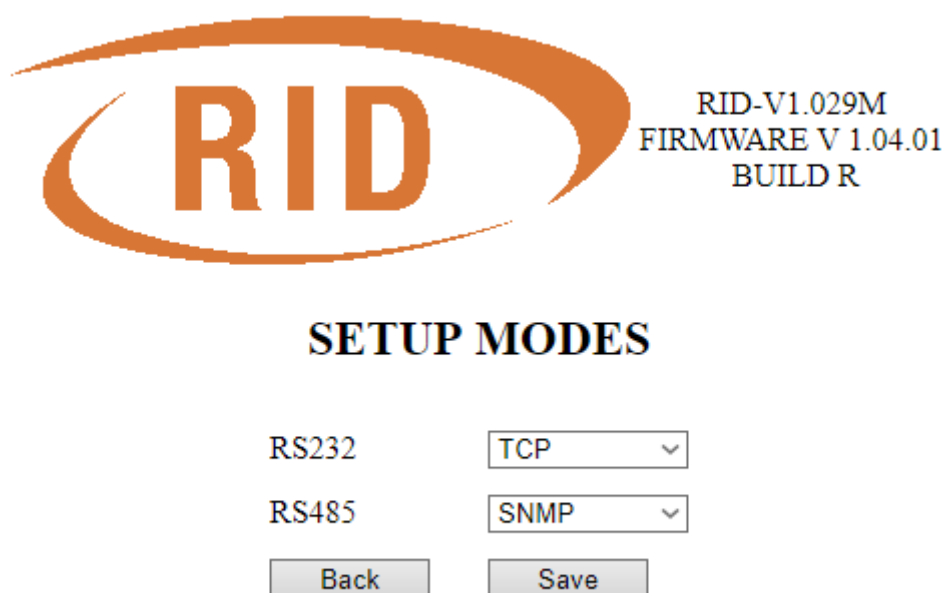 RID
RID-V1.029M
FIRMWARE V 1.04.01
BUILD R
SETUP MODES
RS232 TCP
RS485 SNMP
Back Save